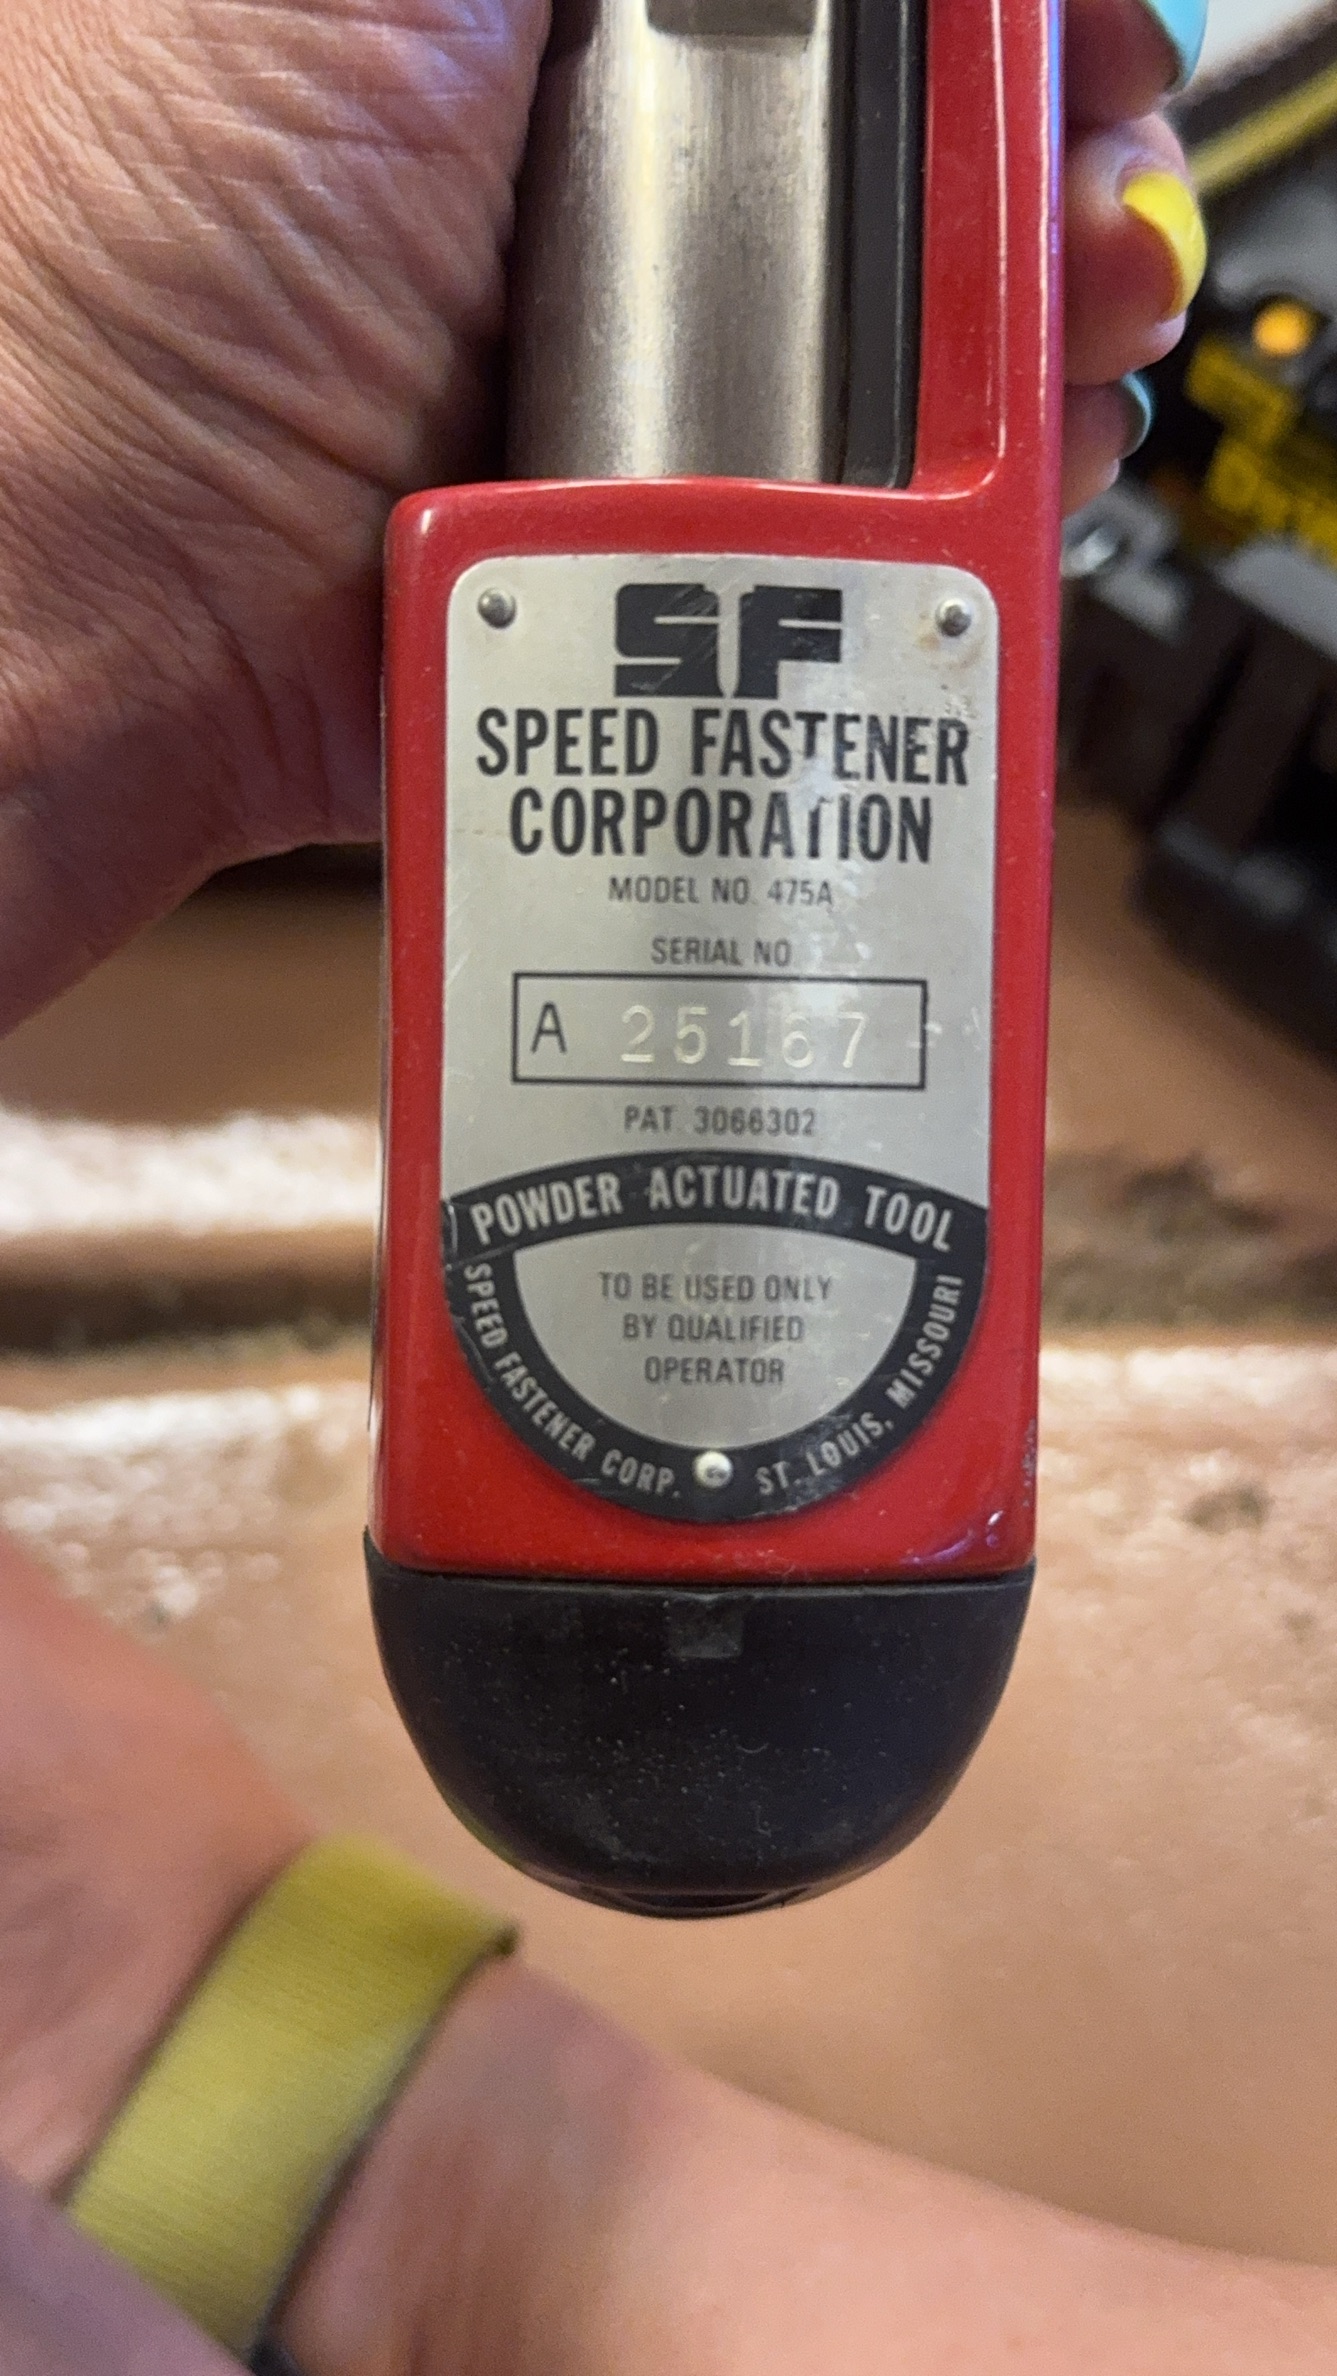 SF
SPEED FASTENER
CORPORATION
MODEL NO. 475A
SERIAL NO
A 25167
PAT. 3066302
POWDER ACTUATED TOOL
TO BE USED ONLY
BY QUALIFIED
OPERATOR
SPEED FASTENER CORP. ST. LOUIS, MISSOURI